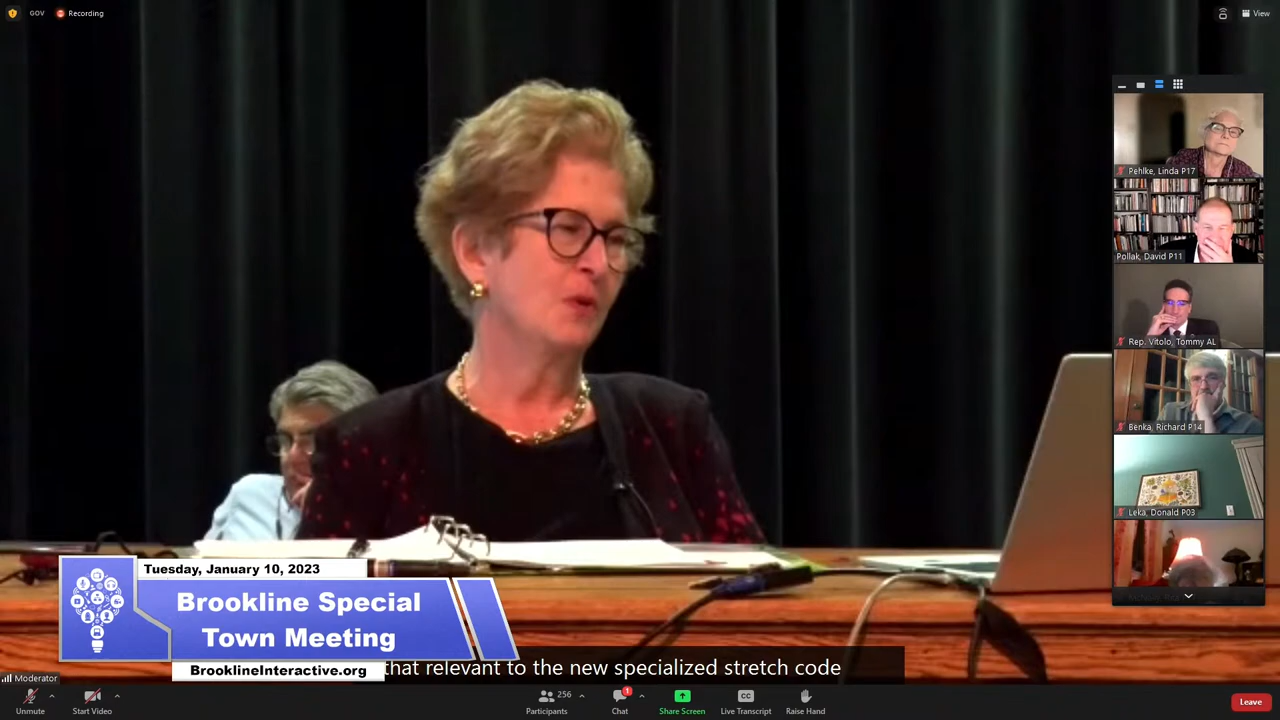 GOV
Recording
View
Pehlke, Linda P17
Pollak, David P11
Rep. Vitolo, Tommy AL
Benka, Richard P14
Leka, Donald P03
Tuesday, January 10, 2023
Brookline Special
Town Meeting
BrooklineInteractive.org
that relevant to the new specialized stretch code
Moderator
Unmute
Start Video
256
Participants
1
Chat
Share Screen
CC
Live Transcript
Raise Hand
Leave